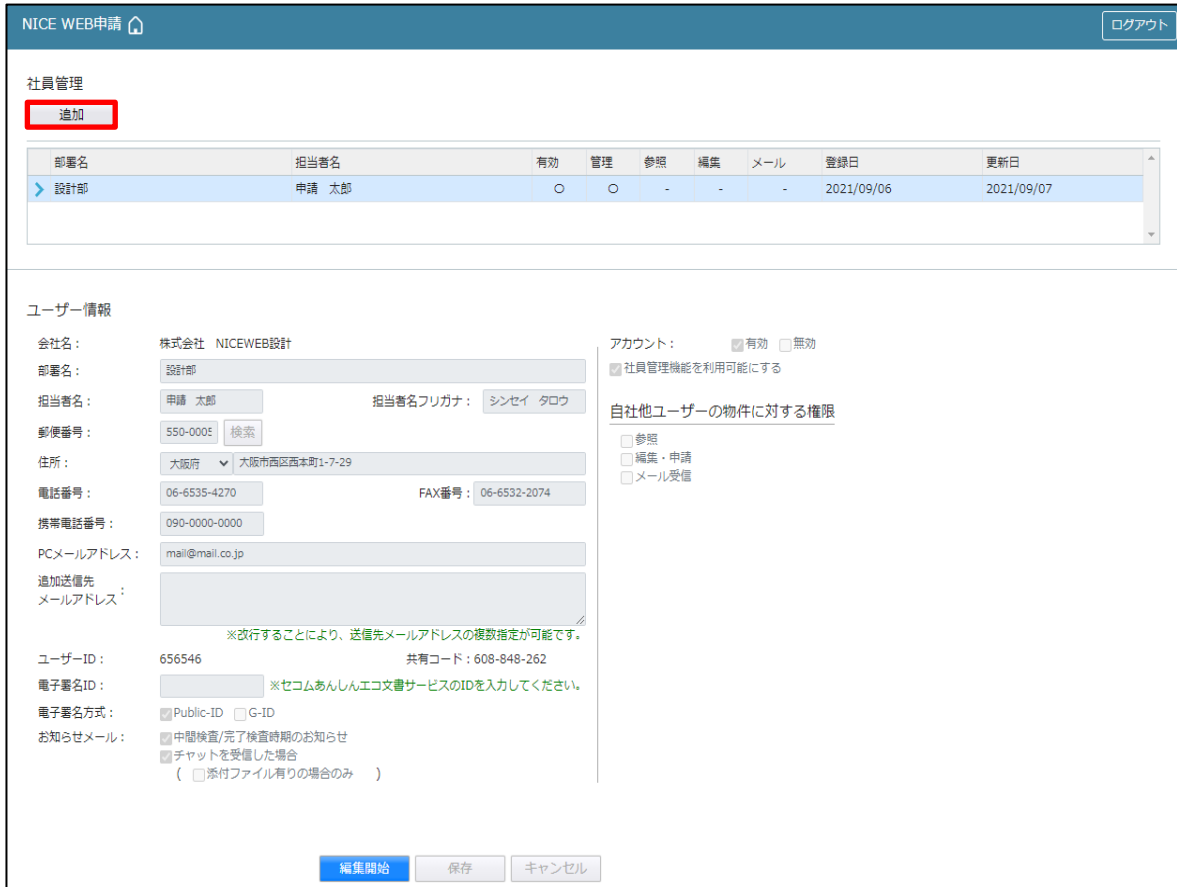 NICE WEB申請
ログアウト
社員管理
追加
部署名 担当者名 有効 管理 参照 編集 メール 登録日 更新日
設計部 申請 太郎 ○ ○ - - - 2021/09/06 2021/09/07
ユーザー情報
会社名： 株式会社 NICEWEB設計
部署名： 設計部
担当者名： 申請 太郎 担当者名フリガナ： シンセイ タロウ
郵便番号： 550-0005 検索
住所： 大阪府 大阪市西区西本町1-7-29
電話番号： 06-6535-4270 FAX番号： 06-6532-2074
携帯電話番号： 090-0000-0000
PCメールアドレス： mail@mail.co.jp
追加送信先
メールアドレス：
※改行することにより、送信先メールアドレスの複数指定が可能です。
ユーザーID： 656546 共有コード：608-848-262
電子署名ID： ※セコムあんしんエコ文書サービスのIDを入力してください。
電子署名方式： Public-ID G-ID
お知らせメール： 中間検査/完了検査時期のお知らせ
チャットを受信した場合
( 添付ファイル有りの場合のみ )
アカウント： 有効 無効
社員管理機能を利用可能にする
自社他ユーザーの物件に対する権限
参照
編集・申請
メール受信
編集開始 保存 キャンセル